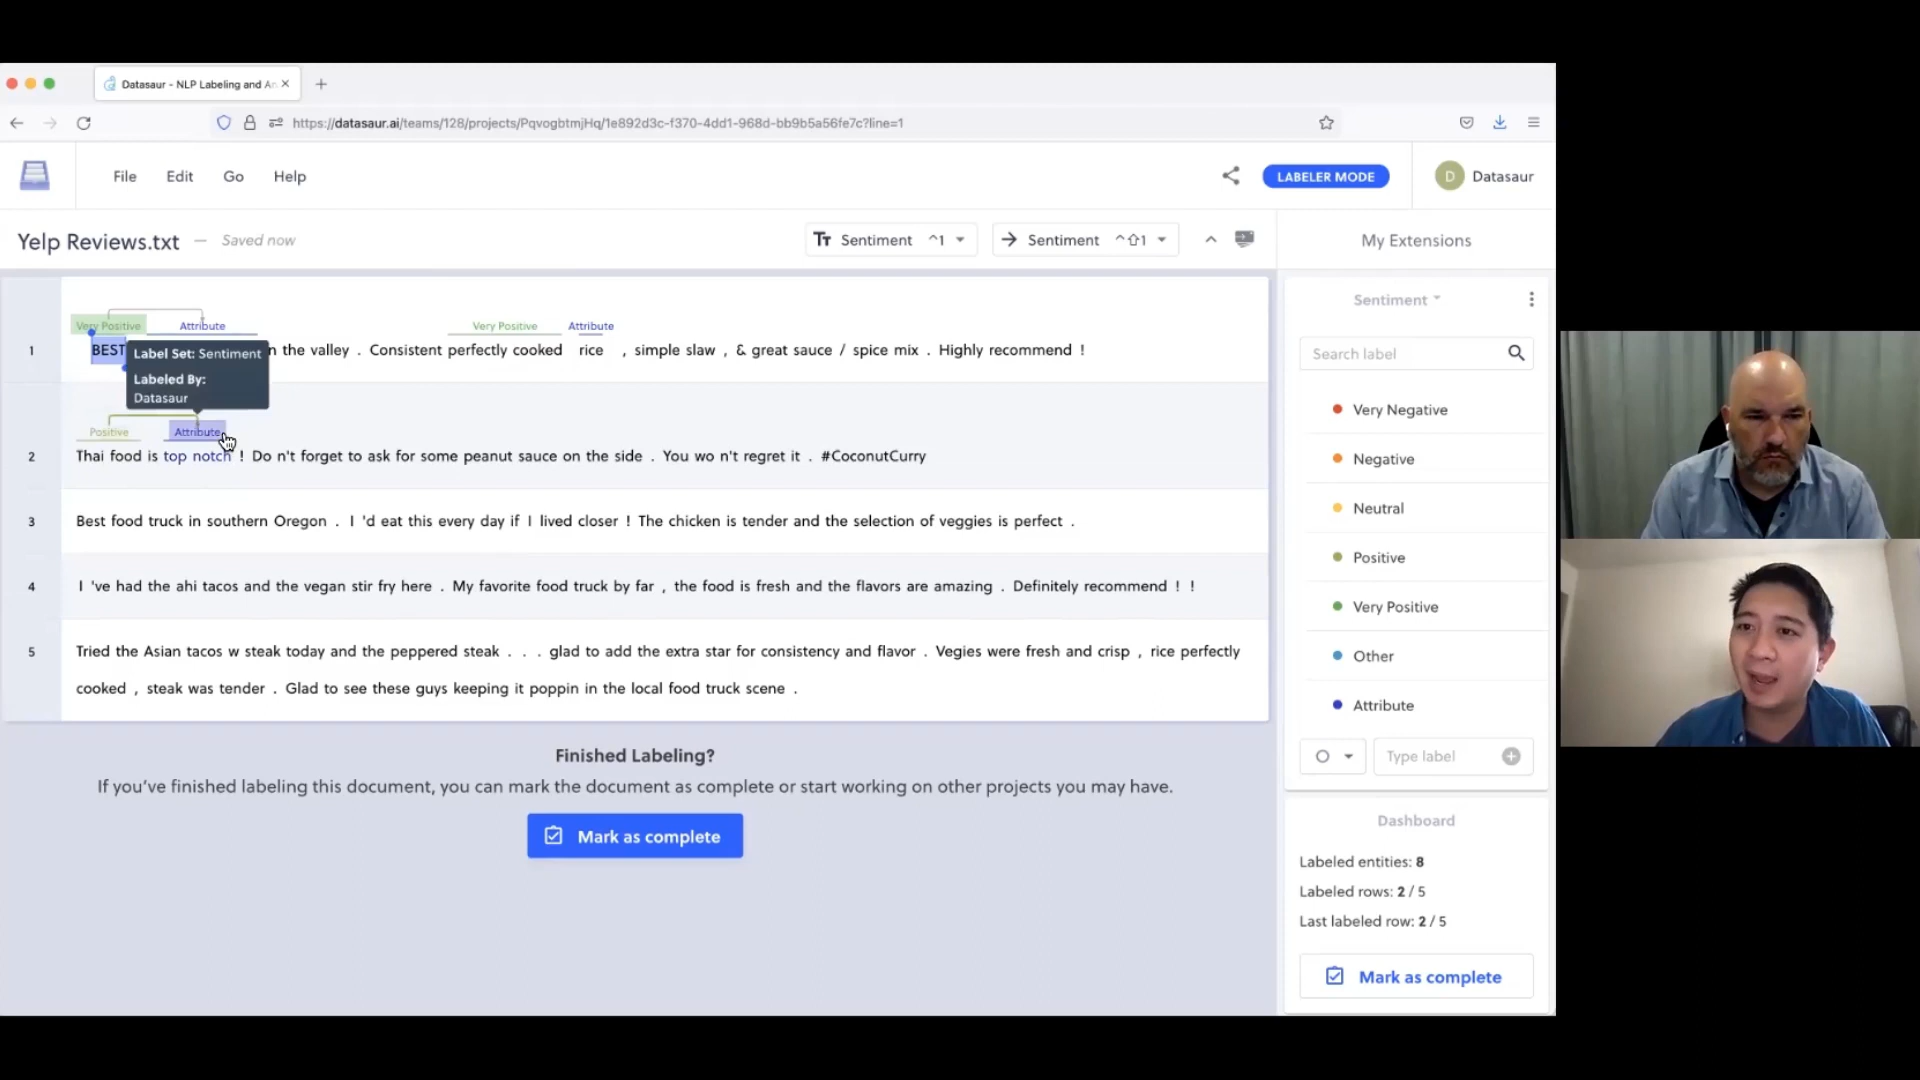 Datasaur - NLP Labeling and An
https://datasaur.ai/teams/128/projects/PqvogbtmjHq/1e892d3c-f370-4dd1-968d-bb9b5a56fe7c?line=1
File Edit Go Help
LABELER MODE
D Datasaur
Yelp Reviews.txt — Saved now
Tт Sentiment ^1
Sentiment ^⇧1
My Extensions
Very Positive Attribute Very Positive Attribute
1 BEST n the valley . Consistent perfectly cooked rice , simple slaw , & great sauce / spice mix . Highly recommend !
Label Set: Sentiment
Labeled By:
Datasaur
Positive Attribute
2 Thai food is top notch ! Do n't forget to ask for some peanut sauce on the side . You wo n't regret it . #CoconutCurry
3 Best food truck in southern Oregon . I 'd eat this every day if I lived closer ! The chicken is tender and the selection of veggies is perfect .
4 I 've had the ahi tacos and the vegan stir fry here . My favorite food truck by far , the food is fresh and the flavors are amazing . Definitely recommend ! !
5 Tried the Asian tacos w steak today and the peppered steak . . . glad to add the extra star for consistency and flavor . Vegies were fresh and crisp , rice perfectly
cooked , steak was tender . Glad to see these guys keeping it poppin in the local food truck scene .
Finished Labeling?
If you've finished labeling this document, you can mark the document as complete or start working on other projects you may have.
Mark as complete
Sentiment
Search label
Very Negative
Negative
Neutral
Positive
Very Positive
Other
Attribute
Type label
Dashboard
Labeled entities: 8
Labeled rows: 2 / 5
Last labeled row: 2 / 5
Mark as complete